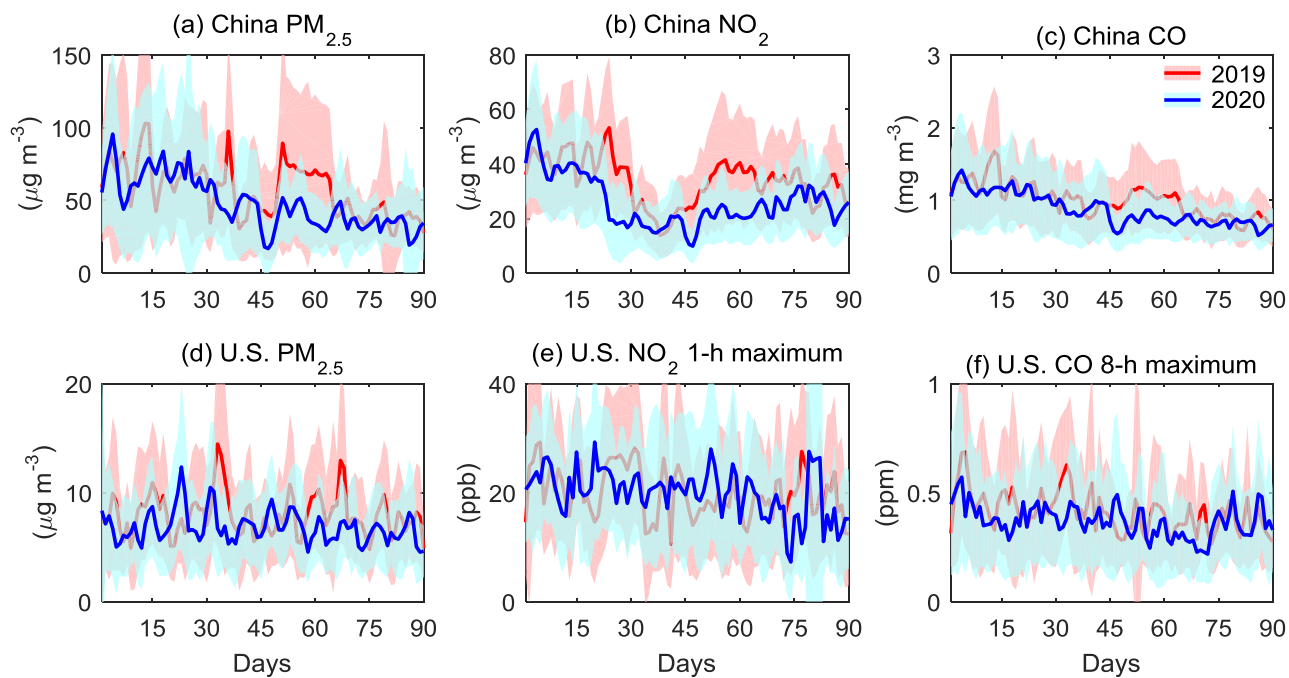 (a) China PM2.5
(b) China NO2
(c) China CO
150
100
50
0
(μg m−3)
15 30 45 60 75 90
80
60
40
20
0
(μg m−3)
15 30 45 60 75 90
3
2
1
0
(mg m−3)
2019
2020
15 30 45 60 75 90
(d) U.S. PM2.5
(e) U.S. NO2 1-h maximum
(f) U.S. CO 8-h maximum
20
10
0
(μg m−3)
15 30 45 60 75 90
Days
40
20
0
(ppb)
15 30 45 60 75 90
Days
1
0.5
0
(ppm)
15 30 45 60 75 90
Days